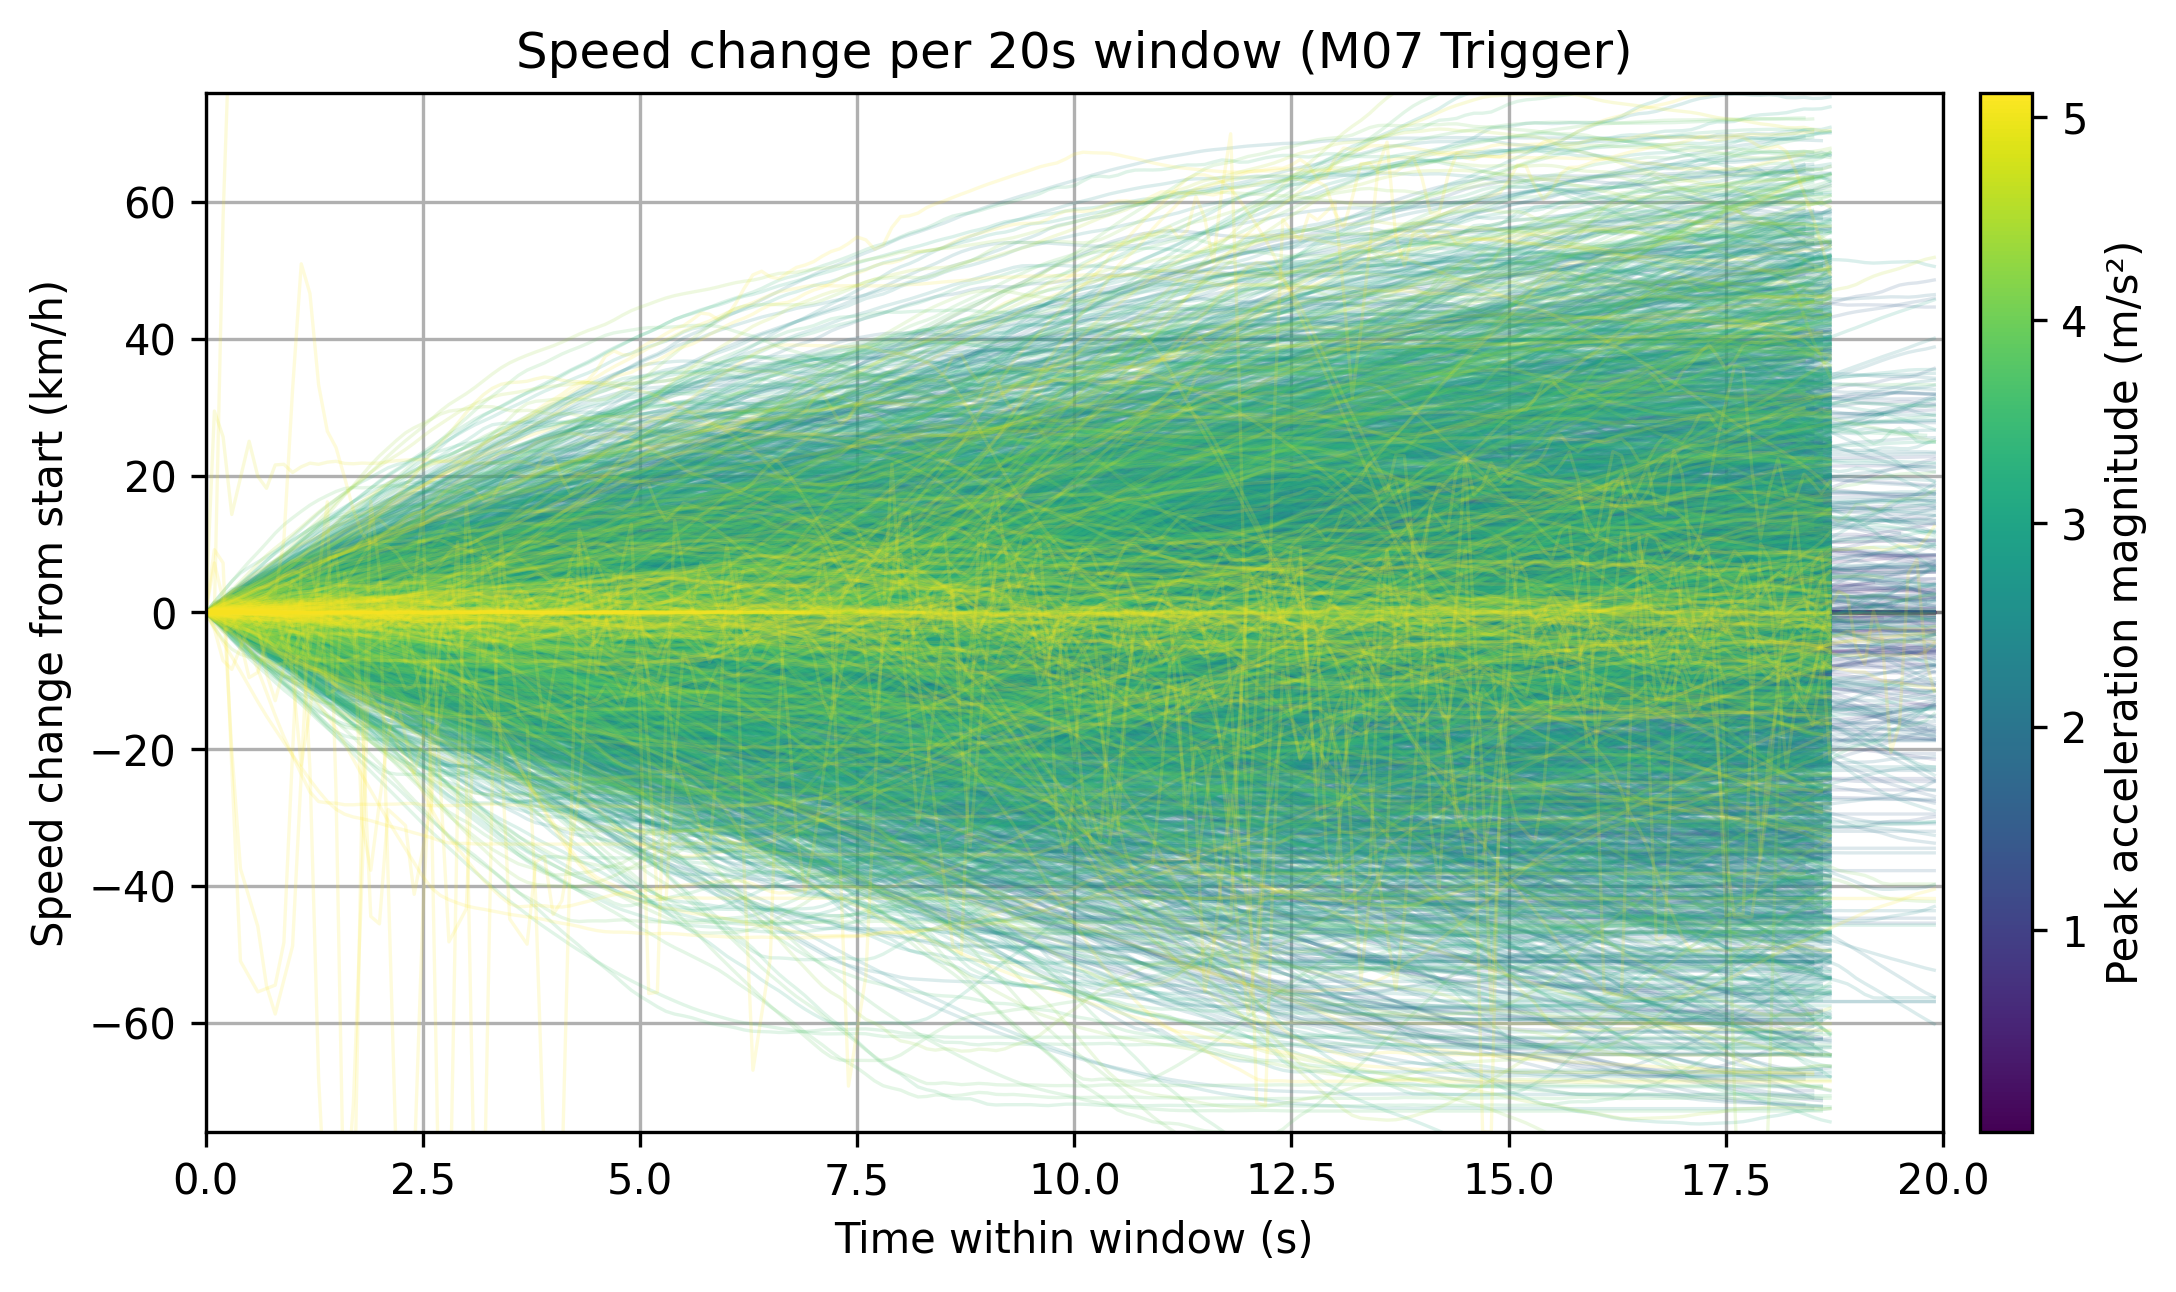 Speed change per 20s window (M07 Trigger)
Speed change from start (km/h)
60
40
20
0
−20
−40
−60
0.0 2.5 5.0 7.5 10.0 12.5 15.0 17.5 20.0
Time within window (s)
5
4
3
2
1
Peak acceleration magnitude (m/s²)